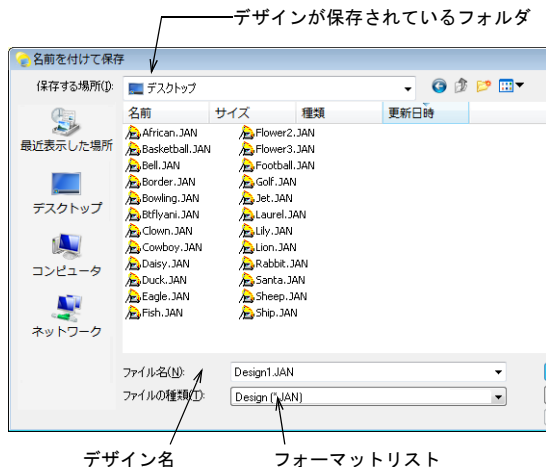 デザインが保存されているフォルダ
名前を付けて保存
保存する場所(I):
デスクトップ
名前 サイズ 種類 更新日時
最近表示した場所
デスクトップ
コンピュータ
ネットワーク
African.JAN Flower2.JAN
Basketball.JAN Flower3.JAN
Bell.JAN Football.JAN
Border.JAN Golf.JAN
Bowling.JAN Jet.JAN
Btflyani.JAN Laurel.JAN
Clown.JAN Lily.JAN
Cowboy.JAN Lion.JAN
Daisy.JAN Rabbit.JAN
Duck.JAN Santa.JAN
Eagle.JAN Sheep.JAN
Fish.JAN Ship.JAN
ファイル名(N): Design1.JAN
ファイルの種類(T): Design (*.JAN)
デザイン名 フォーマットリスト